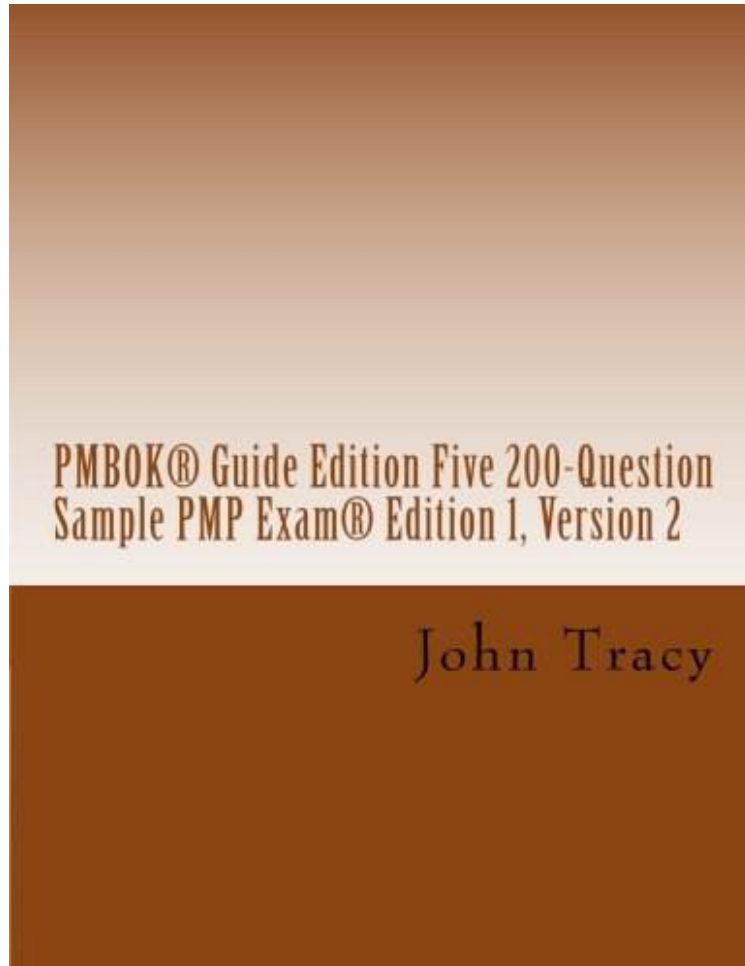 PMBOK® Guide Edition Five 200-Question
Sample PMP Exam® Edition 1, Version 2
John Tracy